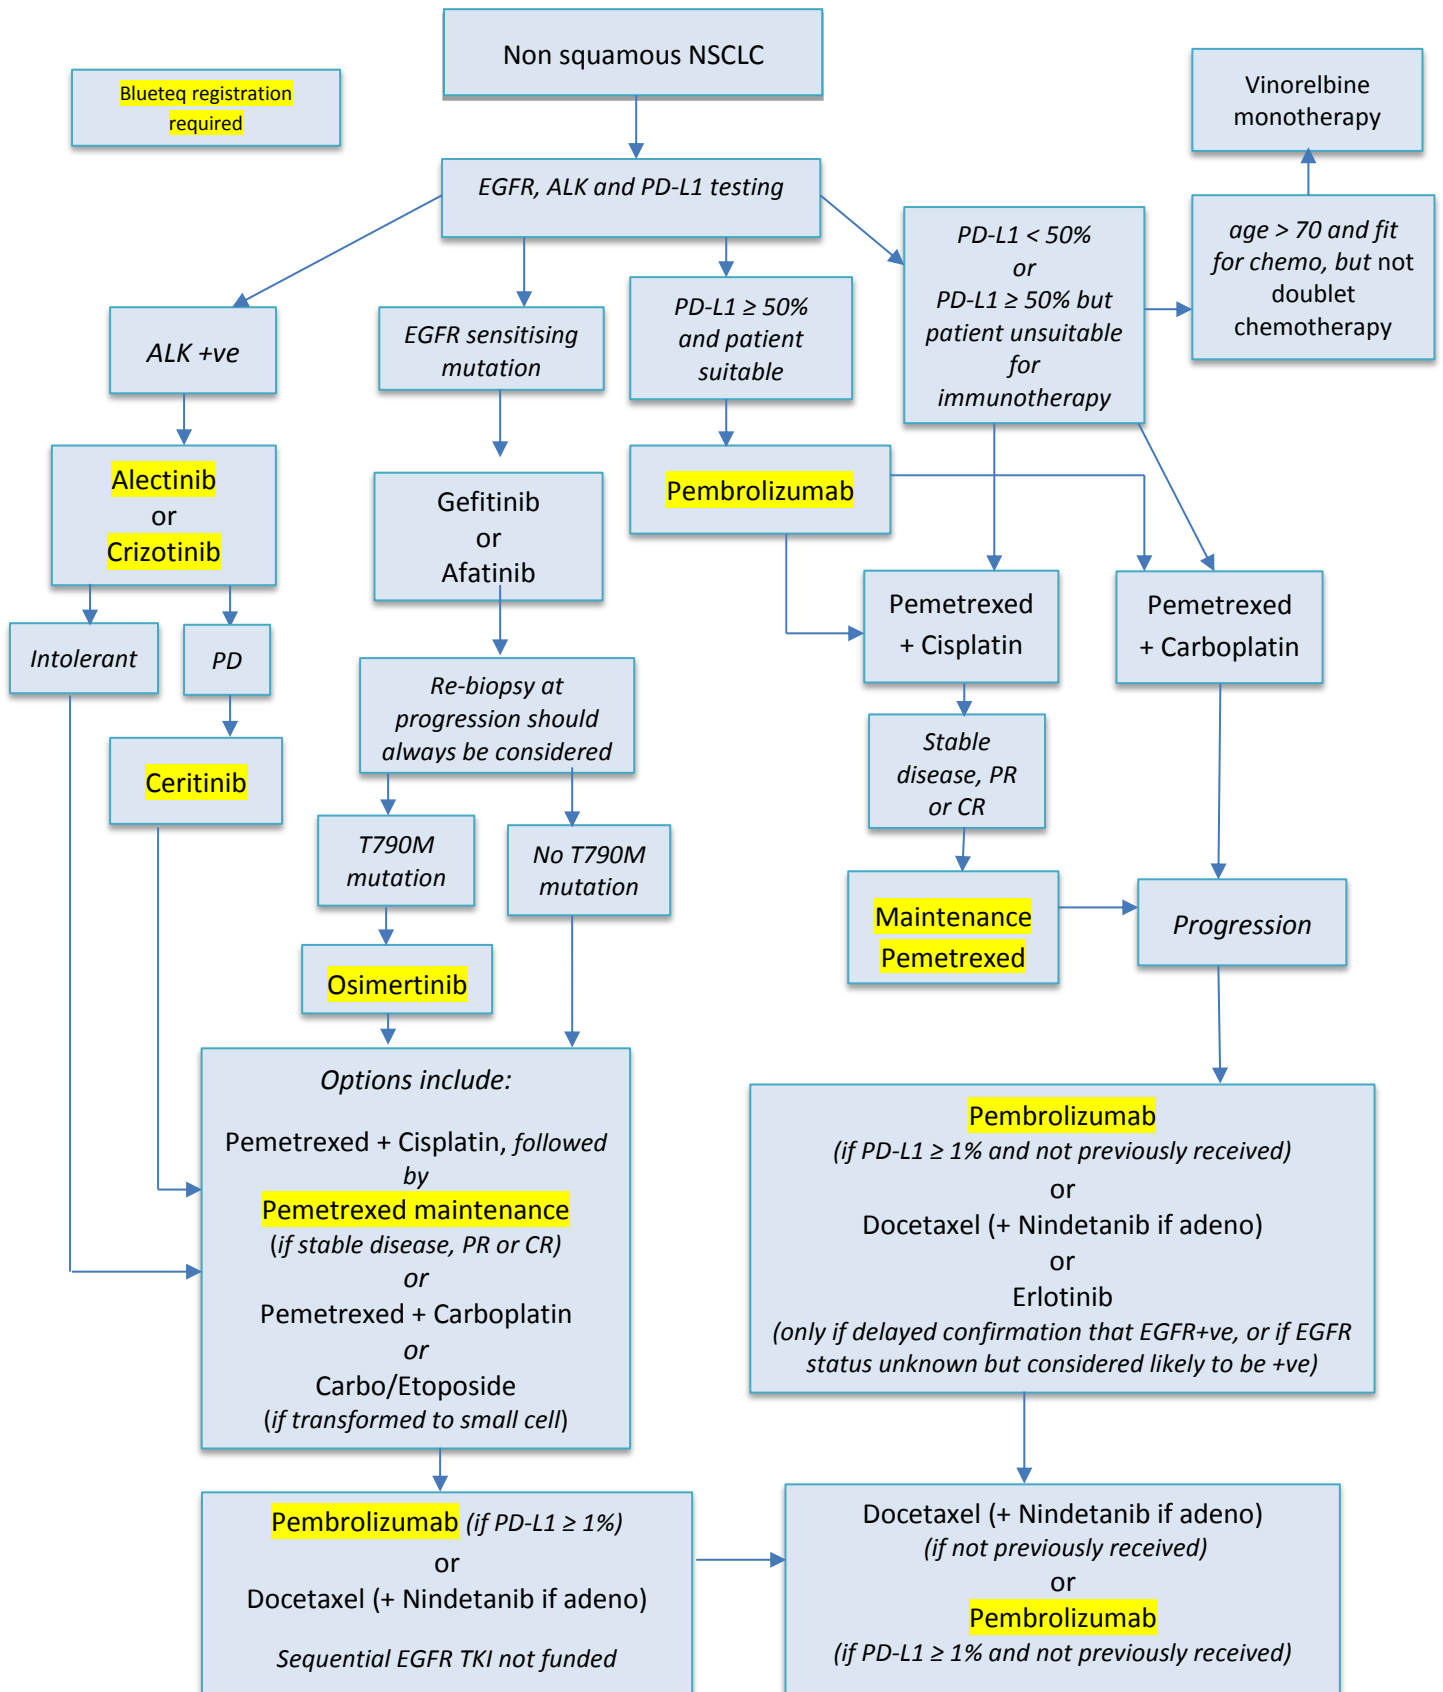 Non squamous NSCLC
Blueteq registration
required
Vinorelbine
monotherapy
EGFR, ALK and PD-L1 testing
age > 70 and fit
for chemo, but not
doublet
chemotherapy
PD-L1 < 50%
or
PD-L1 ≥ 50% but
patient unsuitable
for
immunotherapy
ALK +ve
EGFR sensitising
mutation
PD-L1 ≥ 50%
and patient
suitable
Alectinib
or
Crizotinib
Gefitinib
or
Afatinib
Pembrolizumab
Intolerant
PD
Pemetrexed
+ Cisplatin
Pemetrexed
+ Carboplatin
Re-biopsy at
progression should
always be considered
Ceritinib
Stable
disease, PR
or CR
T790M
mutation
No T790M
mutation
Maintenance
Pemetrexed
Progression
Osimertinib
Options include:
Pemetrexed + Cisplatin, followed
by
Pemetrexed maintenance
(if stable disease, PR or CR)
or
Pemetrexed + Carboplatin
or
Carbo/Etoposide
(if transformed to small cell)
Pembrolizumab
(if PD-L1 ≥ 1% and not previously received)
or
Docetaxel (+ Nindetanib if adeno)
or
Erlotinib
(only if delayed confirmation that EGFR+ve, or if EGFR
status unknown but considered likely to be +ve)
Pembrolizumab (if PD-L1 ≥ 1%)
or
Docetaxel (+ Nindetanib if adeno)
Sequential EGFR TKI not funded
Docetaxel (+ Nindetanib if adeno)
(if not previously received)
or
Pembrolizumab
(if PD-L1 ≥ 1% and not previously received)